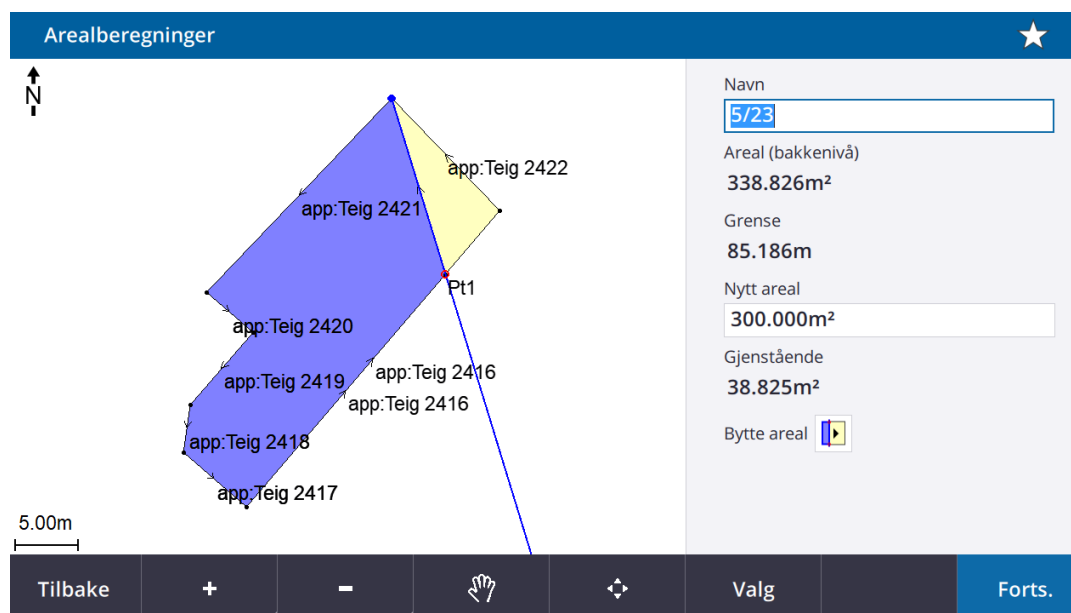 Arealberegninger
N
app:Teig 2422
app:Teig 2421
Pt1
app:Teig 2420
app:Teig 2416
app:Teig 2419
app:Teig 2416
app:Teig 2418
app:Teig 2417
5.00m
Navn
5/23
Areal (bakkenivå)
338.826m²
Grense
85.186m
Nytt areal
300.000m²
Gjenstående
38.825m²
Bytte areal
Tilbake
+
-
Valg
Forts.